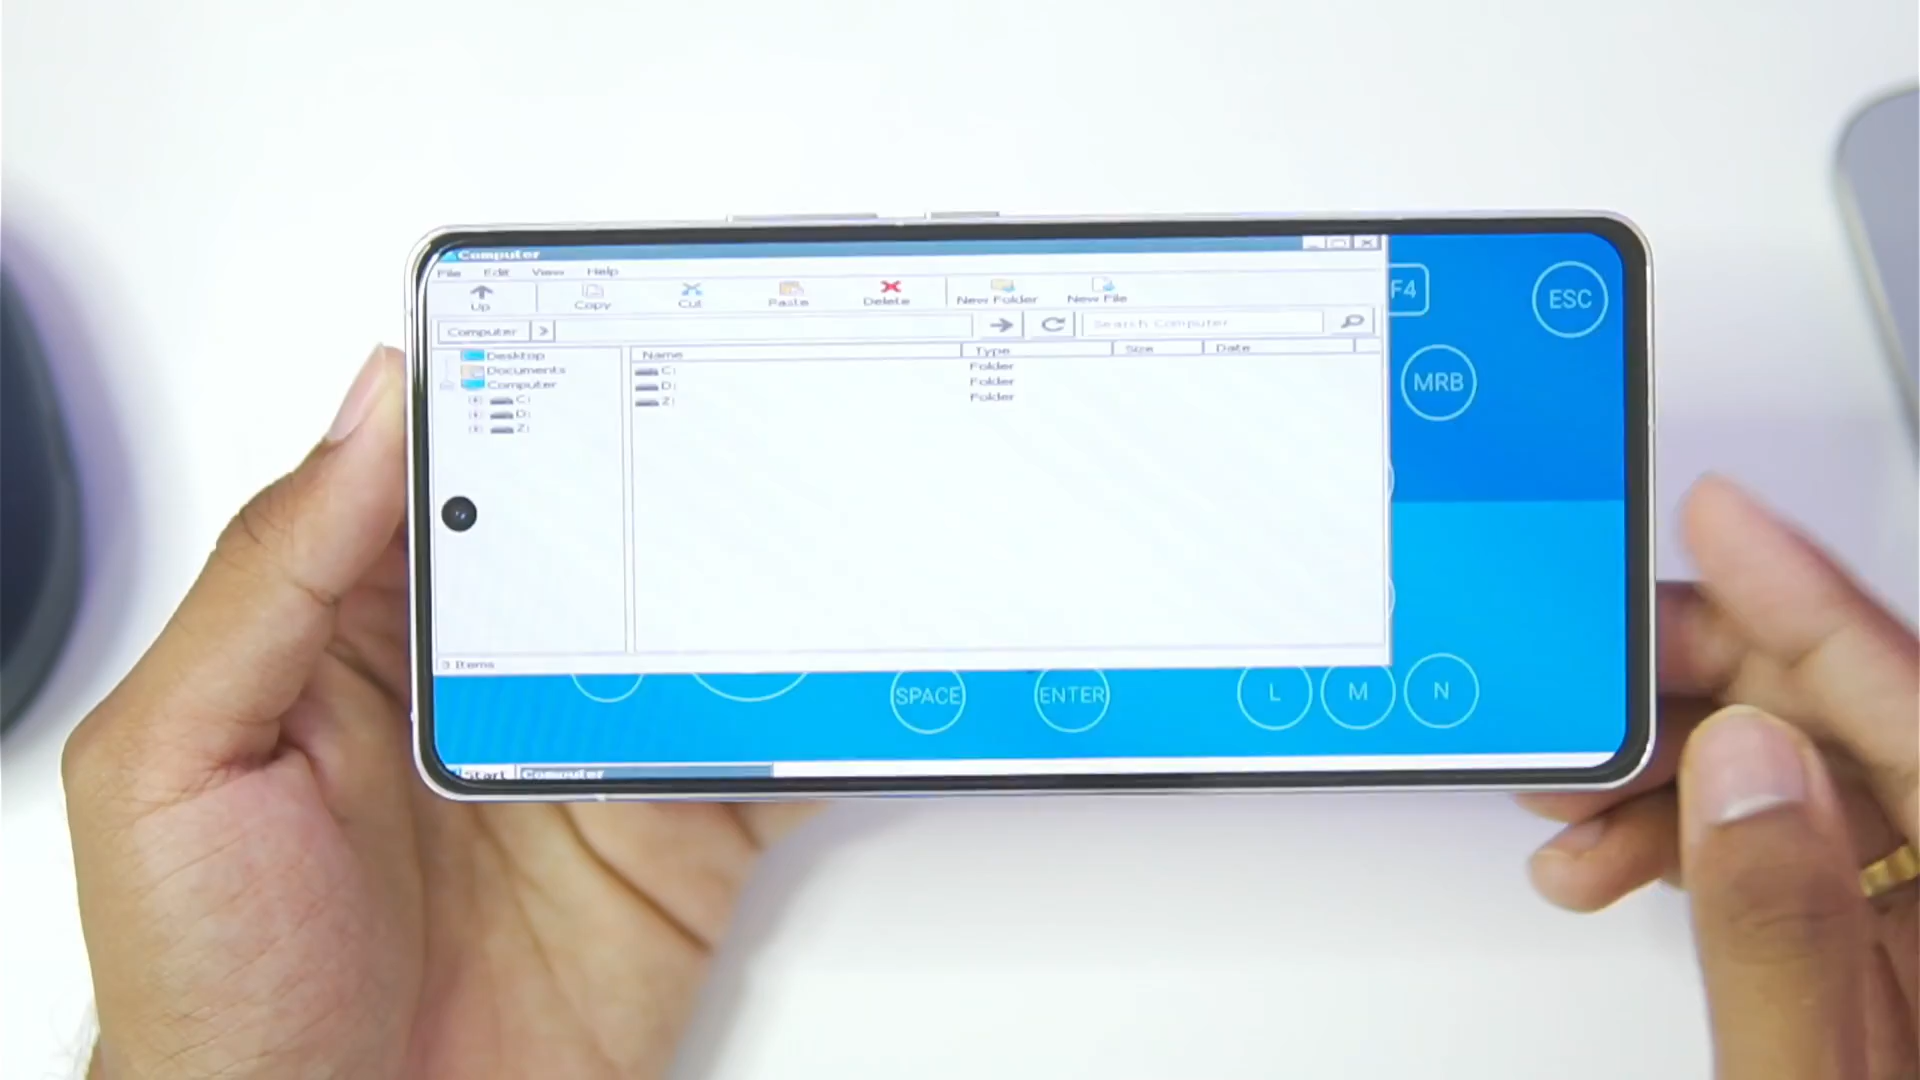 Computer
File Edit View Help
Up Copy Cut Paste Delete New Folder New File
Computer > Search Computer
Desktop
Documents
Computer
C:
D:
Z:
Name Type Size Date
C: Folder
D: Folder
Z: Folder
3 Items
F4
ESC
MRB
SPACE ENTER L M N
Start Computer